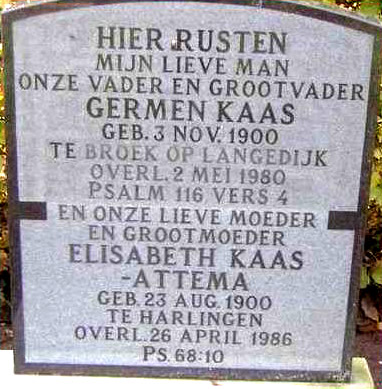 HIER RUSTEN
MIJN LIEVE MAN
ONZE VADER EN GROOTVADER
GERMEN KAAS
GEB. 3 NOV. 1900
TE BROEK OP LANGEDIJK
OVERL. 2 MEI 1980
PSALM 116 VERS 4
EN ONZE LIEVE MOEDER
EN GROOTMOEDER
ELISABETH KAAS
-ATTEMA
GEB. 23 AUG. 1900
TE HARLINGEN
OVERL. 26 APRIL 1986
PS. 68:10